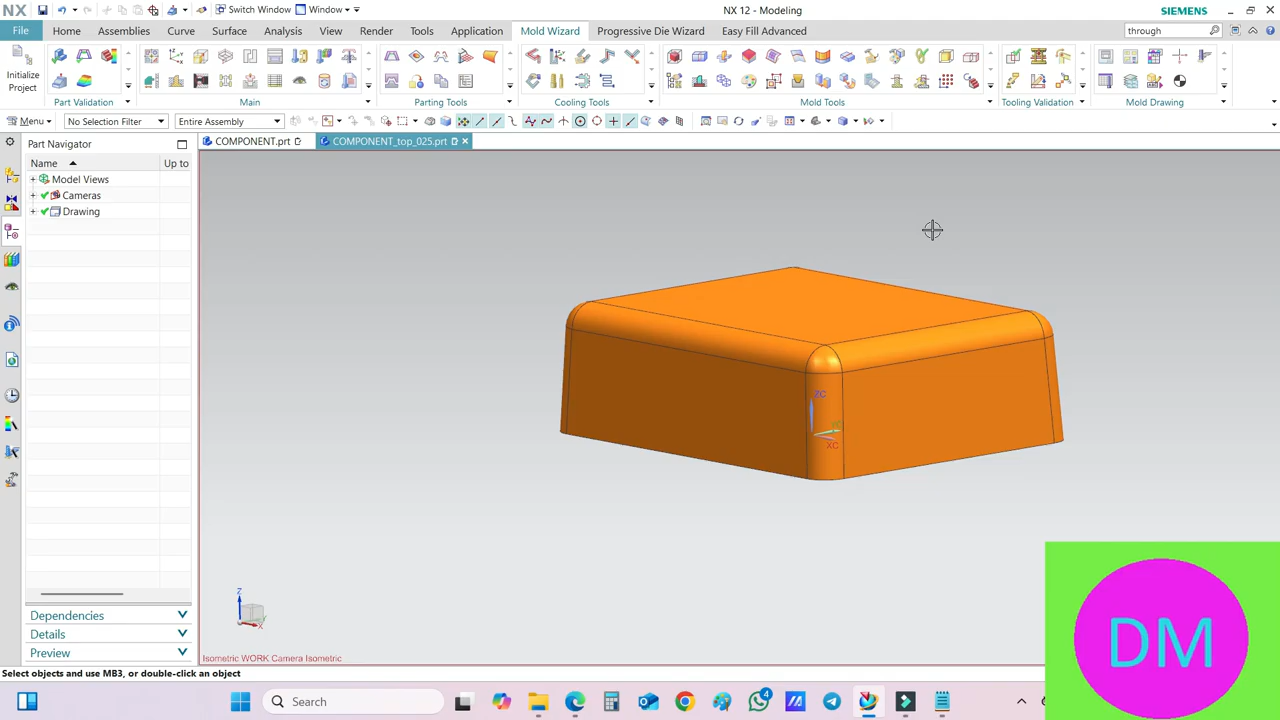 NX
Switch Window
Window
NX 12 - Modeling
SIEMENS
File
Home
Assemblies
Curve
Surface
Analysis
View
Render
Tools
Application
Mold Wizard
Progressive Die Wizard
Easy Fill Advanced
through
Initialize
Project
Part Validation
Main
Parting Tools
Cooling Tools
Mold Tools
Tooling Validation
Mold Drawing
Menu
No Selection Filter
Entire Assembly
Part Navigator
COMPONENT.prt
COMPONENT_top_025.prt
Name
Up to
Model Views
Cameras
Drawing
ZC
XC
Z
X
Dependencies
Details
Preview
Isometric WORK Camera Isometric
Select objects and use MB3, or double-click an object
DM
Search
4